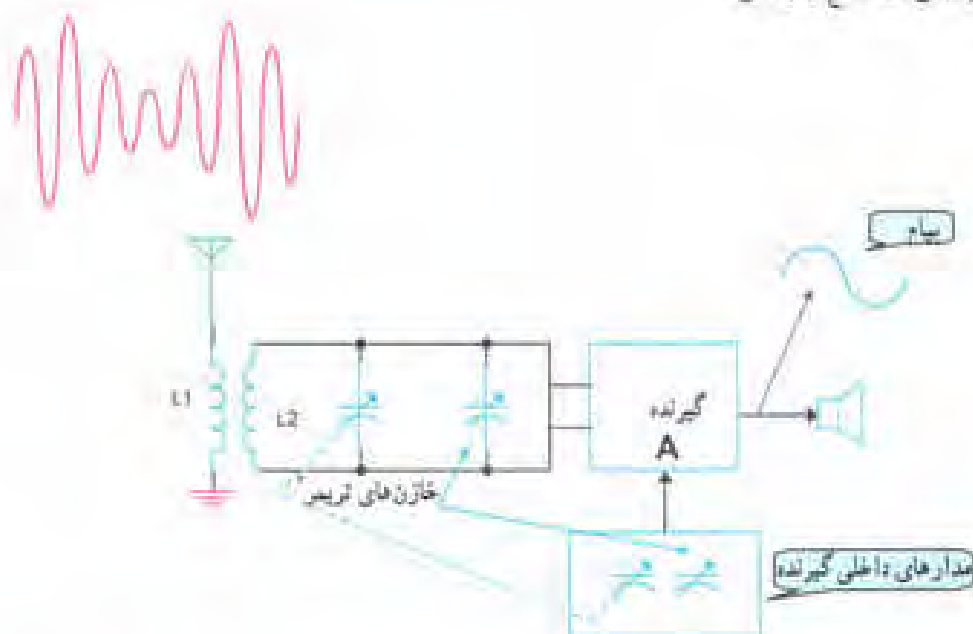 پیام
L1
L2
گیرنده
A
خازن‌های تریمر
مدارهای داخلی گیرنده